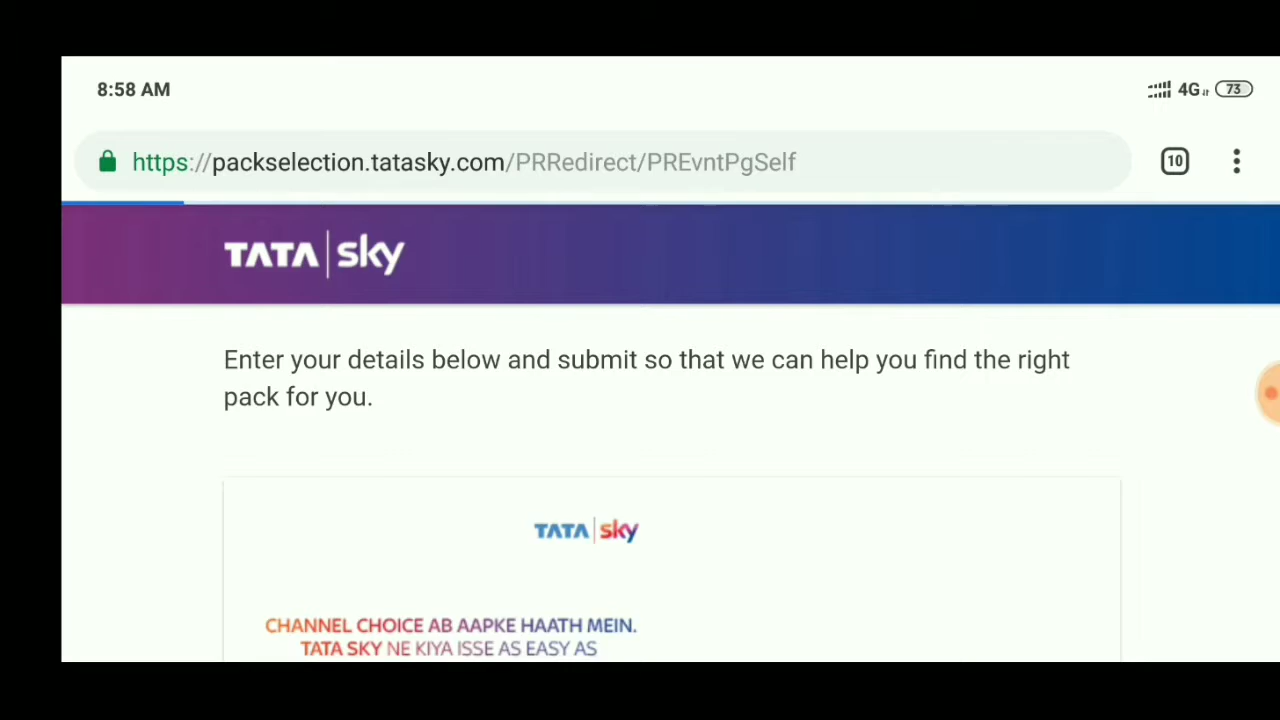 8:58 AM
4G 73
https://packselection.tatasky.com/PRRedirect/PREvntPgSelf
10
TATA sky
Enter your details below and submit so that we can help you find the right
pack for you.
TATA sky
CHANNEL CHOICE AB AAPKE HAATH MEIN.
TATA SKY NE KIYA ISSE AS EASY AS